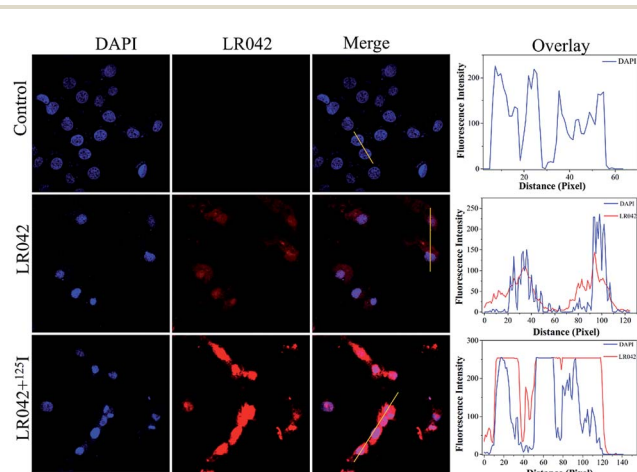 DAPI LR042 Merge Overlay
Control
LR042
LR042+¹²⁵I
Fluorescence Intensity
200
100
0
DAPI
20 40 60
Distance (Pixel)
Fluorescence Intensity
250
200
150
100
50
0
DAPI
LR042
0 20 40 60 80 100 120
Distance (Pixel)
Fluorescence Intensity
300
200
100
0
DAPI
LR042
0 20 40 60 80 100 120 140
Distance (Pixel)